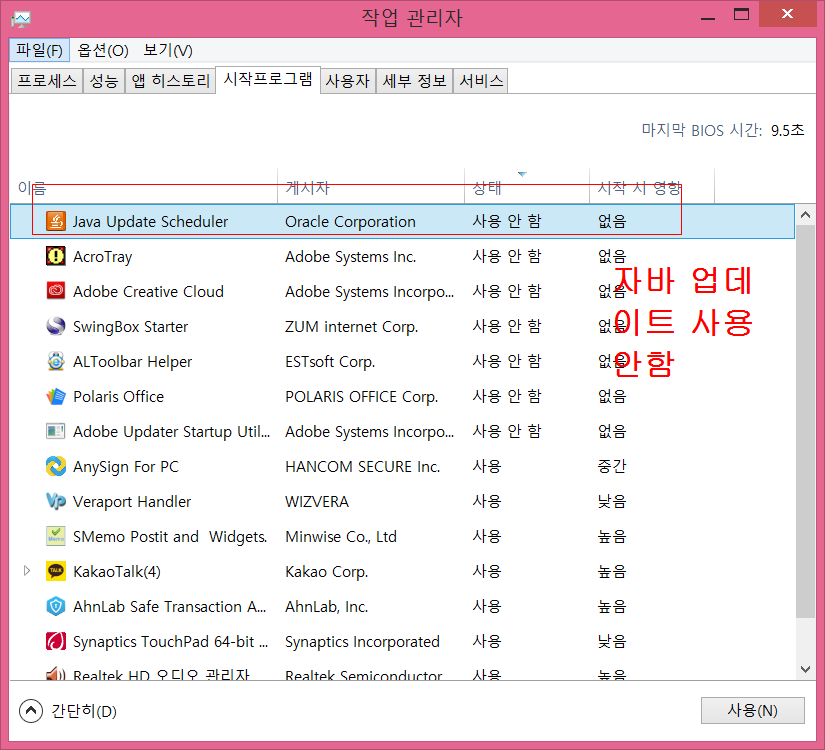 작업 관리자
파일(F) 옵션(O) 보기(V)
프로세스 성능 앱 히스토리 시작프로그램 사용자 세부 정보 서비스
마지막 BIOS 시간: 9.5초
이름 게시자 상태 시작 시 영향
Java Update Scheduler Oracle Corporation 사용 안 함 없음
AcroTray Adobe Systems Inc. 사용 안 함 없음
Adobe Creative Cloud Adobe Systems Incorpo... 사용 안 함 없음
SwingBox Starter ZUM internet Corp. 사용 안 함 없음
ALToolbar Helper ESTsoft Corp. 사용 안 함 없음
Polaris Office POLARIS OFFICE Corp. 사용 안 함 없음
Adobe Updater Startup Util... Adobe Systems Incorpo... 사용 안 함 없음
AnySign For PC HANCOM SECURE Inc. 사용 중간
Veraport Handler WIZVERA 사용 낮음
SMemo Postit and  Widgets. Minwise Co., Ltd 사용 높음
KakaoTalk(4) Kakao Corp. 사용 높음
AhnLab Safe Transaction A... AhnLab, Inc. 사용 높음
Synaptics TouchPad 64-bit ... Synaptics Incorporated 사용 낮음
Realtek HD 오디오 관리자 Realtek Semiconductor 사용 높음
자바 업데
이트 사용
안함
간단히(D) 사용(N)